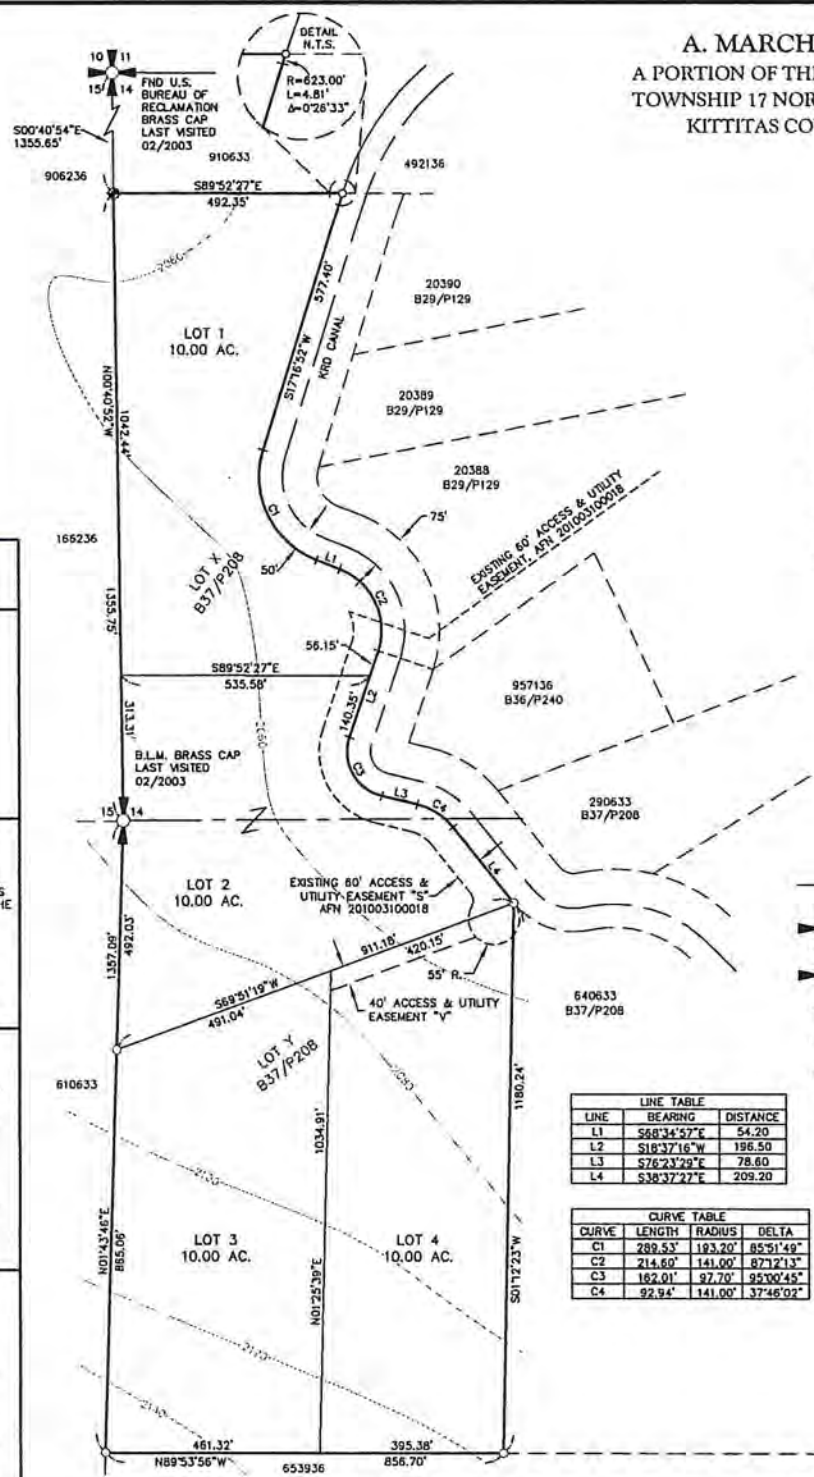 A. MARCH
A PORTION OF THE
TOWNSHIP 17 NOR
KITTITAS CO
DETAIL
N.T.S.
R=623.00'
L=4.81'
Δ=0°26'33"
10 11
15 14
FND U.S.
BUREAU OF
RECLAMATION
BRASS CAP
LAST VISITED
02/2003
S00°40'54"E
1355.65'
910633
492136
906236
S89°52'27"E
492.35'
2060
20390
B29/P129
577.40'
S17°16'52"W
KRD CANAL
LOT 1
10.00 AC.
N00°40'52"W
1042.44'
20389
B29/P129
20388
B29/P129
75'
EXISTING 60' ACCESS & UTILITY
EASEMENT, AFN 201003100018
C1
166236
LOT X
B37/P208
50'
L1
C2
1355.75'
56.15'
S89°52'27"E
535.58'
L2
140.35'
957136
B36/P240
313.31'
2060
B.L.M. BRASS CAP
LAST VISITED
02/2003
C3
L3
C4
290633
B37/P208
15 14
L4
S
HE
LOT 2
10.00 AC.
EXISTING 60' ACCESS &
UTILITY EASEMENT "S"
AFN 201003100018
1357.09'
492.03'
911.18'
420.15'
S69°51'19"W
491.04'
55' R.
40' ACCESS & UTILITY
EASEMENT "V"
640633
B37/P208
LOT Y
B37/P208
610633
1180.24'
1034.91'
LINE TABLE
LINE BEARING DISTANCE
L1 S68°34'57"E 54.20
L2 S18°37'16"W 196.50
L3 S76°23'29"E 78.60
L4 S38°37'27"E 209.20
CURVE TABLE
CURVE LENGTH RADIUS DELTA
C1 289.53' 193.20' 85°51'49"
C2 214.60' 141.00' 87°12'13"
C3 162.01' 97.70' 95°00'45"
C4 92.94' 141.00' 37°46'02"
N01°43'46"E
865.06'
LOT 3
10.00 AC.
LOT 4
10.00 AC.
N01°25'39"E
S01°12'23"W
461.32'
395.38'
N89°53'56"W
653936
856.70'